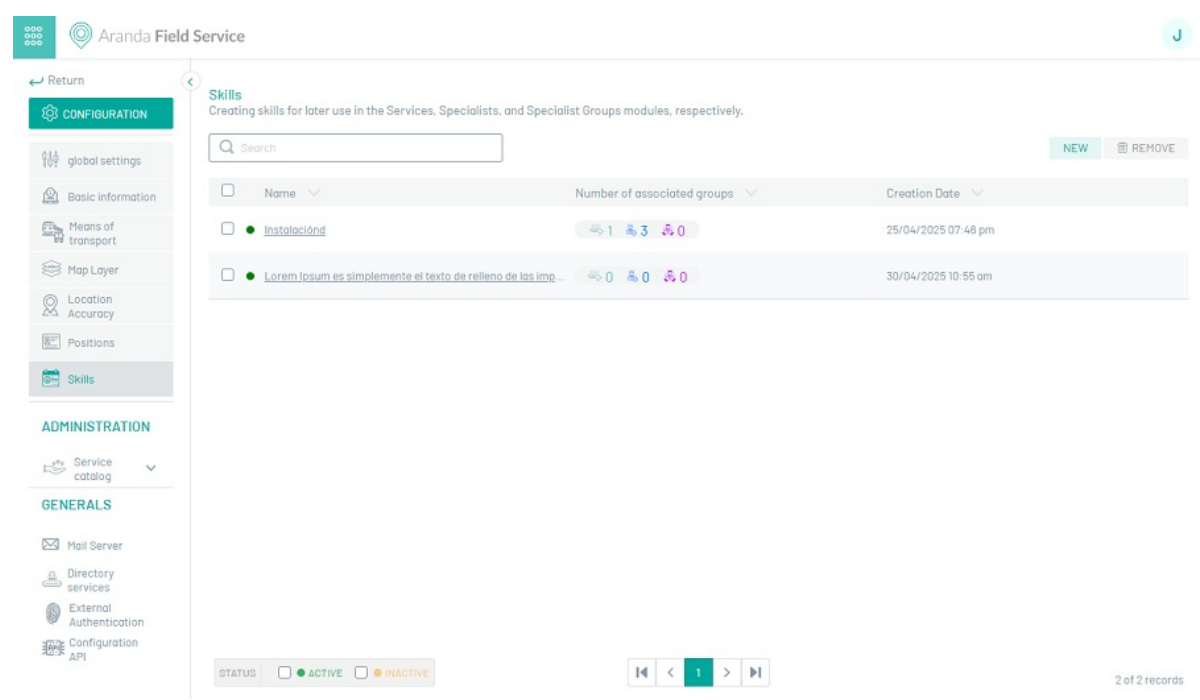 Aranda Field Service
J
Return
CONFIGURATION
global settings
Basic information
Means of
transport
Map Layer
Location
Accuracy
Positions
Skills
ADMINISTRATION
Service
catalog
GENERALS
Mail Server
Directory
services
External
Authentication
Configuration
API
Skills
Creating skills for later use in the Services, Specialists, and Specialist Groups modules, respectively.
Search
NEW REMOVE
Name Number of associated groups Creation Date
Instalaciónd 1 3 0 25/04/2025 07:46 pm
Lorem Ipsum es simplemente el texto de relleno de las imp... 0 0 0 30/04/2025 10:55 am
STATUS ACTIVE INACTIVE
1
2 of 2 records